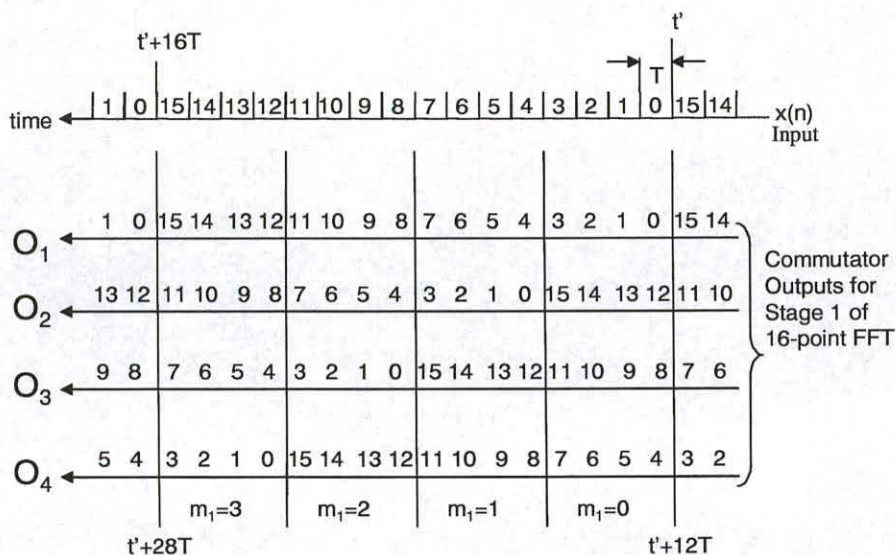 t'
t'+16T
T
1 0 15 14 13 12 11 10 9 8 7 6 5 4 3 2 1 0 15 14
time
x(n)
Input
1 0 15 14 13 12 11 10 9 8 7 6 5 4 3 2 1 0 15 14
O₁
13 12 11 10 9 8 7 6 5 4 3 2 1 0 15 14 13 12 11 10
O₂
9 8 7 6 5 4 3 2 1 0 15 14 13 12 11 10 9 8 7 6
O₃
5 4 3 2 1 0 15 14 13 12 11 10 9 8 7 6 5 4 3 2
O₄
Commutator
Outputs for
Stage 1 of
16-point FFT
m₁=3 m₁=2 m₁=1 m₁=0
t'+28T t'+12T